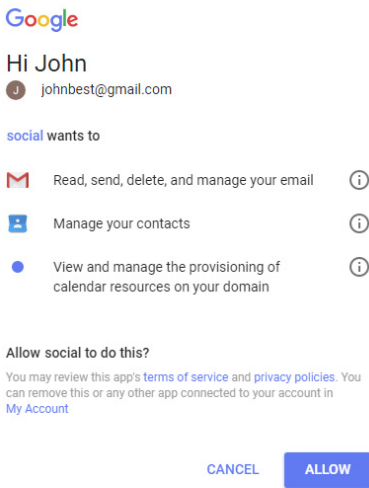 Google
Hi John
J johnbest@gmail.com
social wants to
Read, send, delete, and manage your email
Manage your contacts
View and manage the provisioning of
calendar resources on your domain
Allow social to do this?
You may review this app's terms of service and privacy policies. You
can remove this or any other app connected to your account in
My Account
CANCEL ALLOW